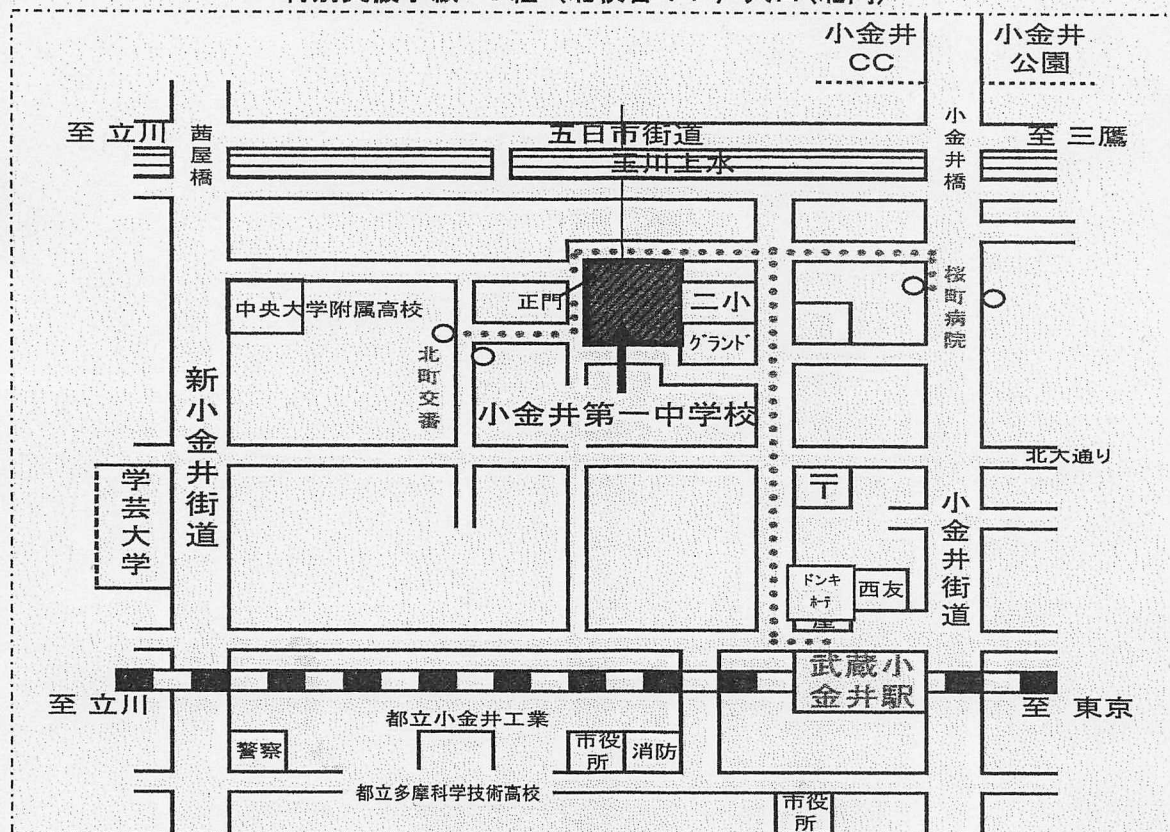 小金井
CC
小金井
公園
至 立川
茜屋橋
五日市街道
小金井橋
至 三鷹
玉川上水
中央大学附属高校
正門
二小
グランド
桜町病院
北町交番
小金井第一中学校
新小金井街道
北大通り
学芸大学
〒
小金井街道
ドンキ
ホーテ
西友
武蔵小
金井駅
至 立川
至 東京
都立小金井工業
警察
市役
所
消防
都立多摩科学技術高校
市役
所